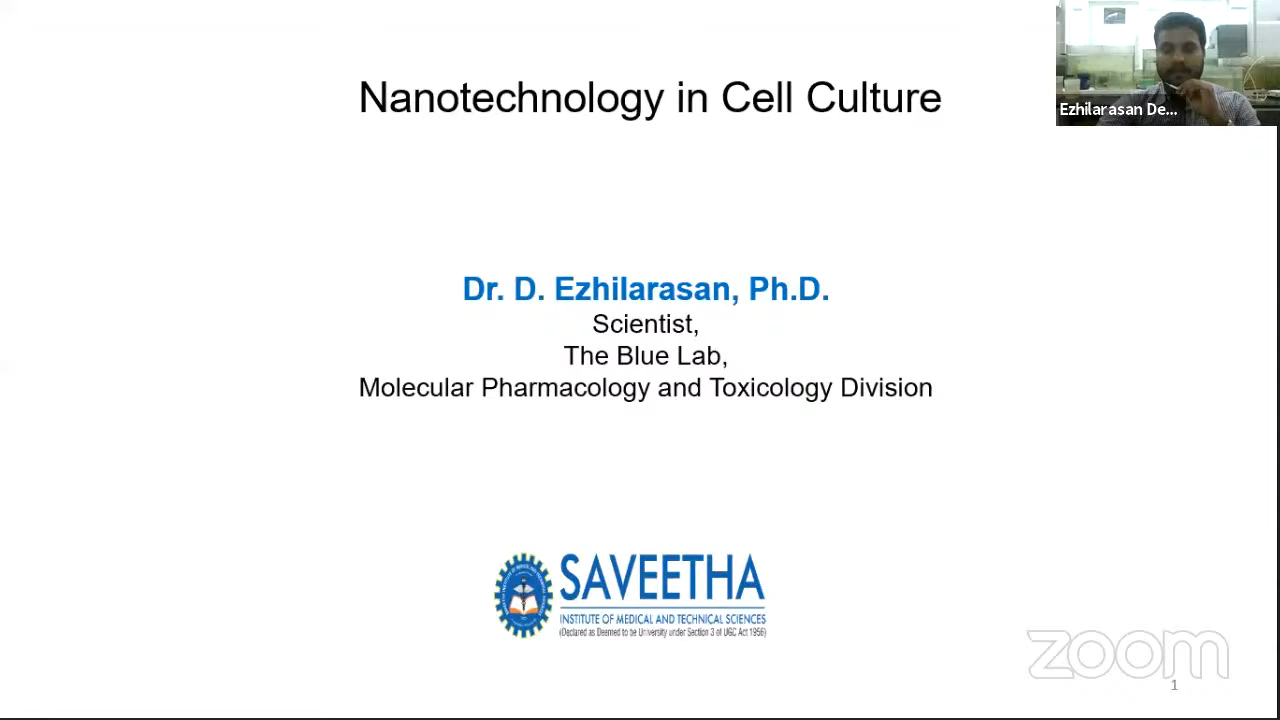 Nanotechnology in Cell Culture
Ezhilarasan De...
Dr. D. Ezhilarasan, Ph.D.
Scientist,
The Blue Lab,
Molecular Pharmacology and Toxicology Division
SAVEETHA
INSTITUTE OF MEDICAL AND TECHNICAL SCIENCES
(Declared as Deemed to be University under Section 3 of UGC Act 1956)
zoom
1